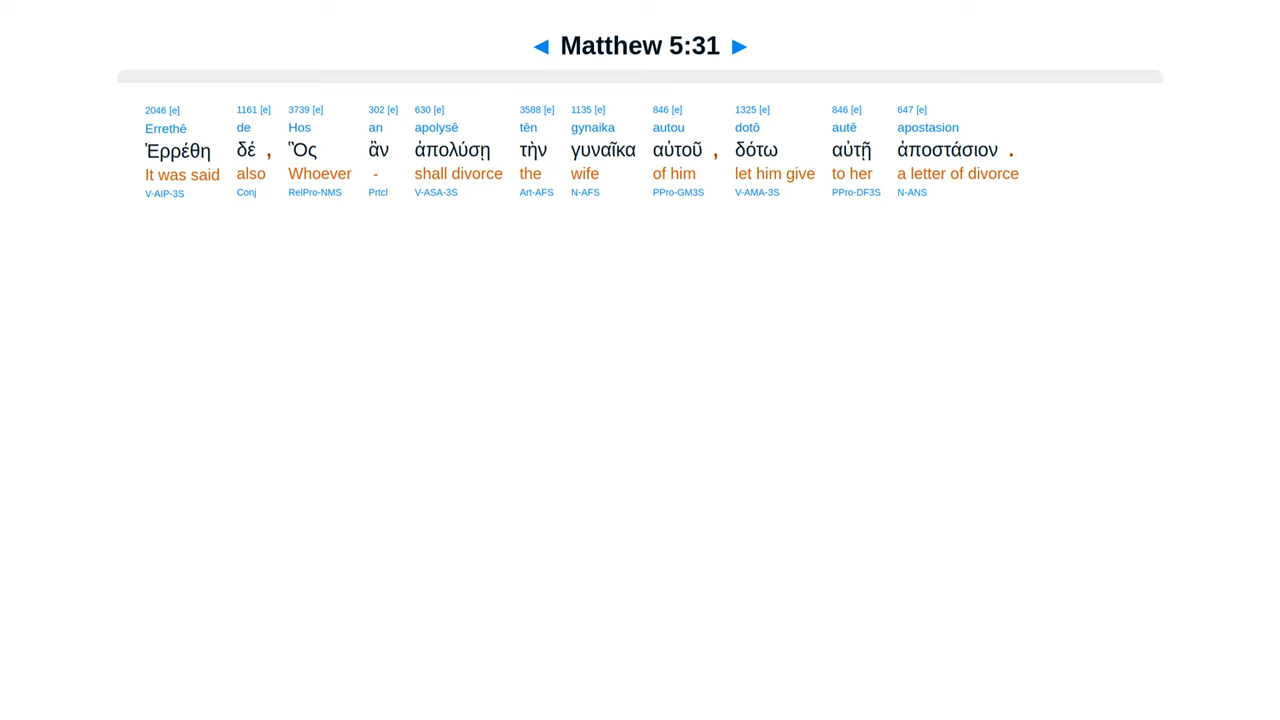 ◄ Matthew 5:31 ►
2046 [e] 1161 [e] 3739 [e] 302 [e] 630 [e] 3588 [e] 1135 [e] 846 [e] 1325 [e] 846 [e] 647 [e]
Errethē de Hos an apolysē tēn gynaika autou dotō autē apostasion
Ἐρρέθη δέ , Ὃς ἂν ἀπολύσῃ τὴν γυναῖκα αὐτοῦ , δότω αὐτῇ ἀποστάσιον .
It was said also Whoever - shall divorce the wife of him let him give to her a letter of divorce
V-AIP-3S Conj RelPro-NMS Prtcl V-ASA-3S Art-AFS N-AFS PPro-GM3S V-AMA-3S PPro-DF3S N-ANS